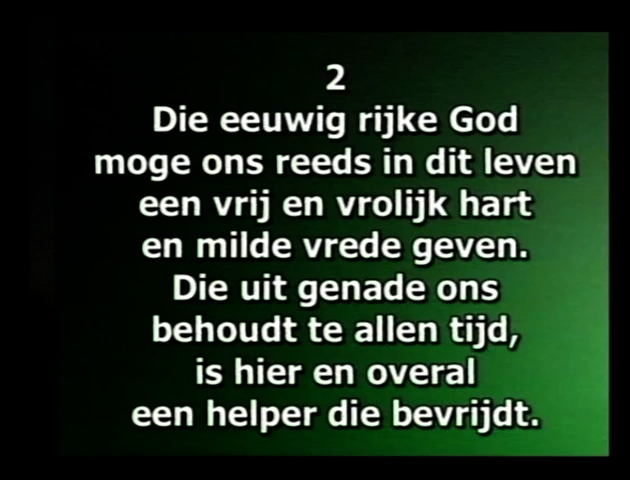 2
Die eeuwig rijke God
moge ons reeds in dit leven
een vrij en vrolijk hart
en milde vrede geven.
Die uit genade ons
behoudt te allen tijd,
is hier en overal
een helper die bevrijdt.